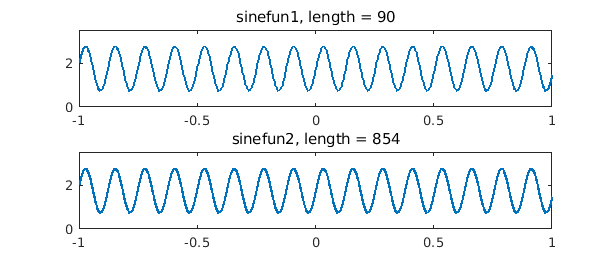 sinefun1, length = 90
2
0
-1 -0.5 0 0.5 1
sinefun2, length = 854
2
0
-1 -0.5 0 0.5 1